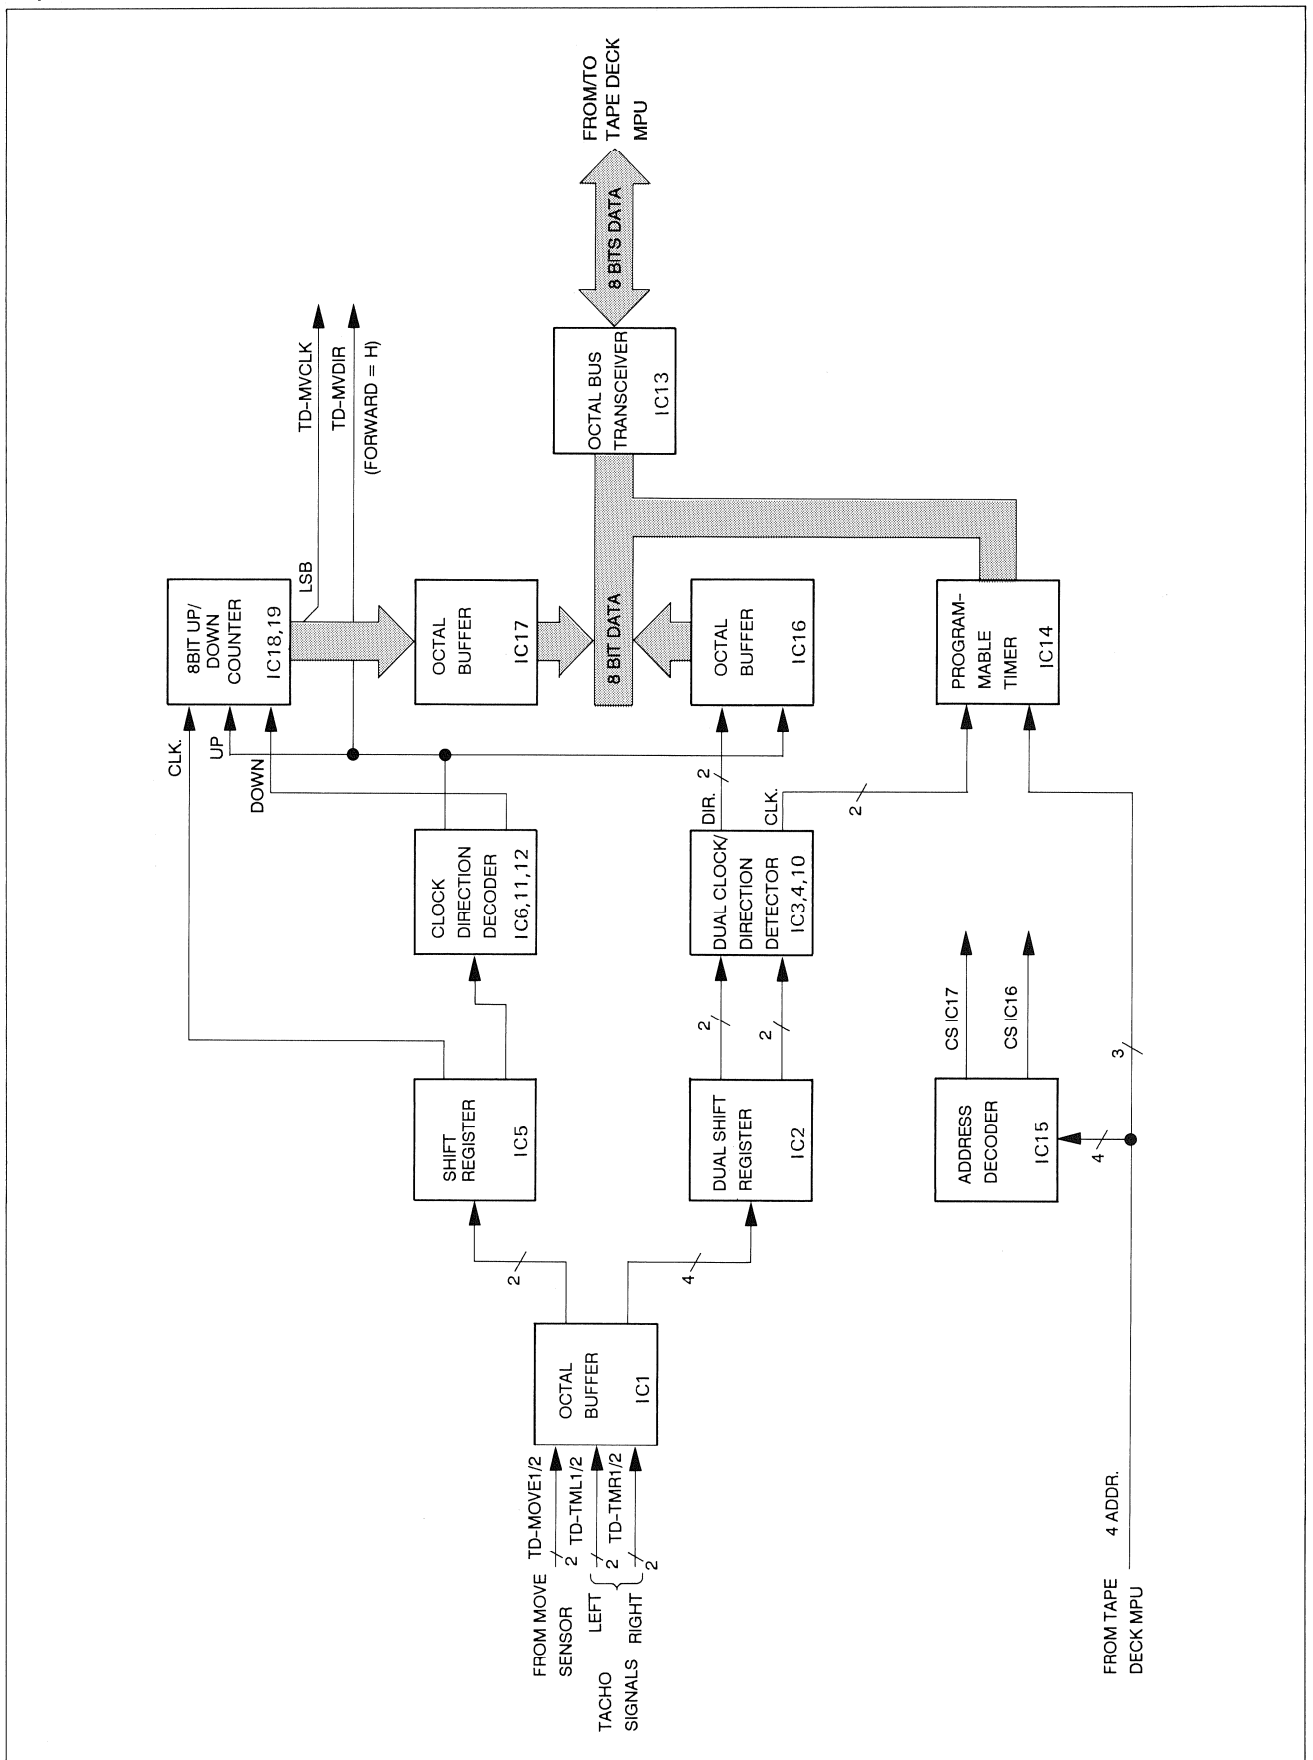 FROM MOVE
SENSOR
TD-MOVE1/2
2
TACHO
SIGNALS
LEFT
RIGHT
TD-TML1/2
2
TD-TMR1/2
2
OCTAL
BUFFER
IC1
2
4
SHIFT
REGISTER
IC5
DUAL SHIFT
REGISTER
IC2
2
2
CLOCK
DIRECTION
DECODER
IC6,11,12
DUAL CLOCK/
DIRECTION
DETECTOR
IC3,4,10
DIR.
2
CLK.
2
CLK.
UP
DOWN
8BIT UP/
DOWN
COUNTER
IC18,19
LSB
TD-MVCLK
TD-MVDIR
(FORWARD = H)
OCTAL
BUFFER
IC17
8 BIT DATA
OCTAL
BUFFER
IC16
PROGRAM-
MABLE
TIMER
IC14
OCTAL BUS
TRANSCEIVER
IC13
8 BITS DATA
FROM/TO
TAPE DECK
MPU
FROM TAPE
DECK MPU
4 ADDR.
4
3
ADDRESS
DECODER
IC15
CS IC17
CS IC16